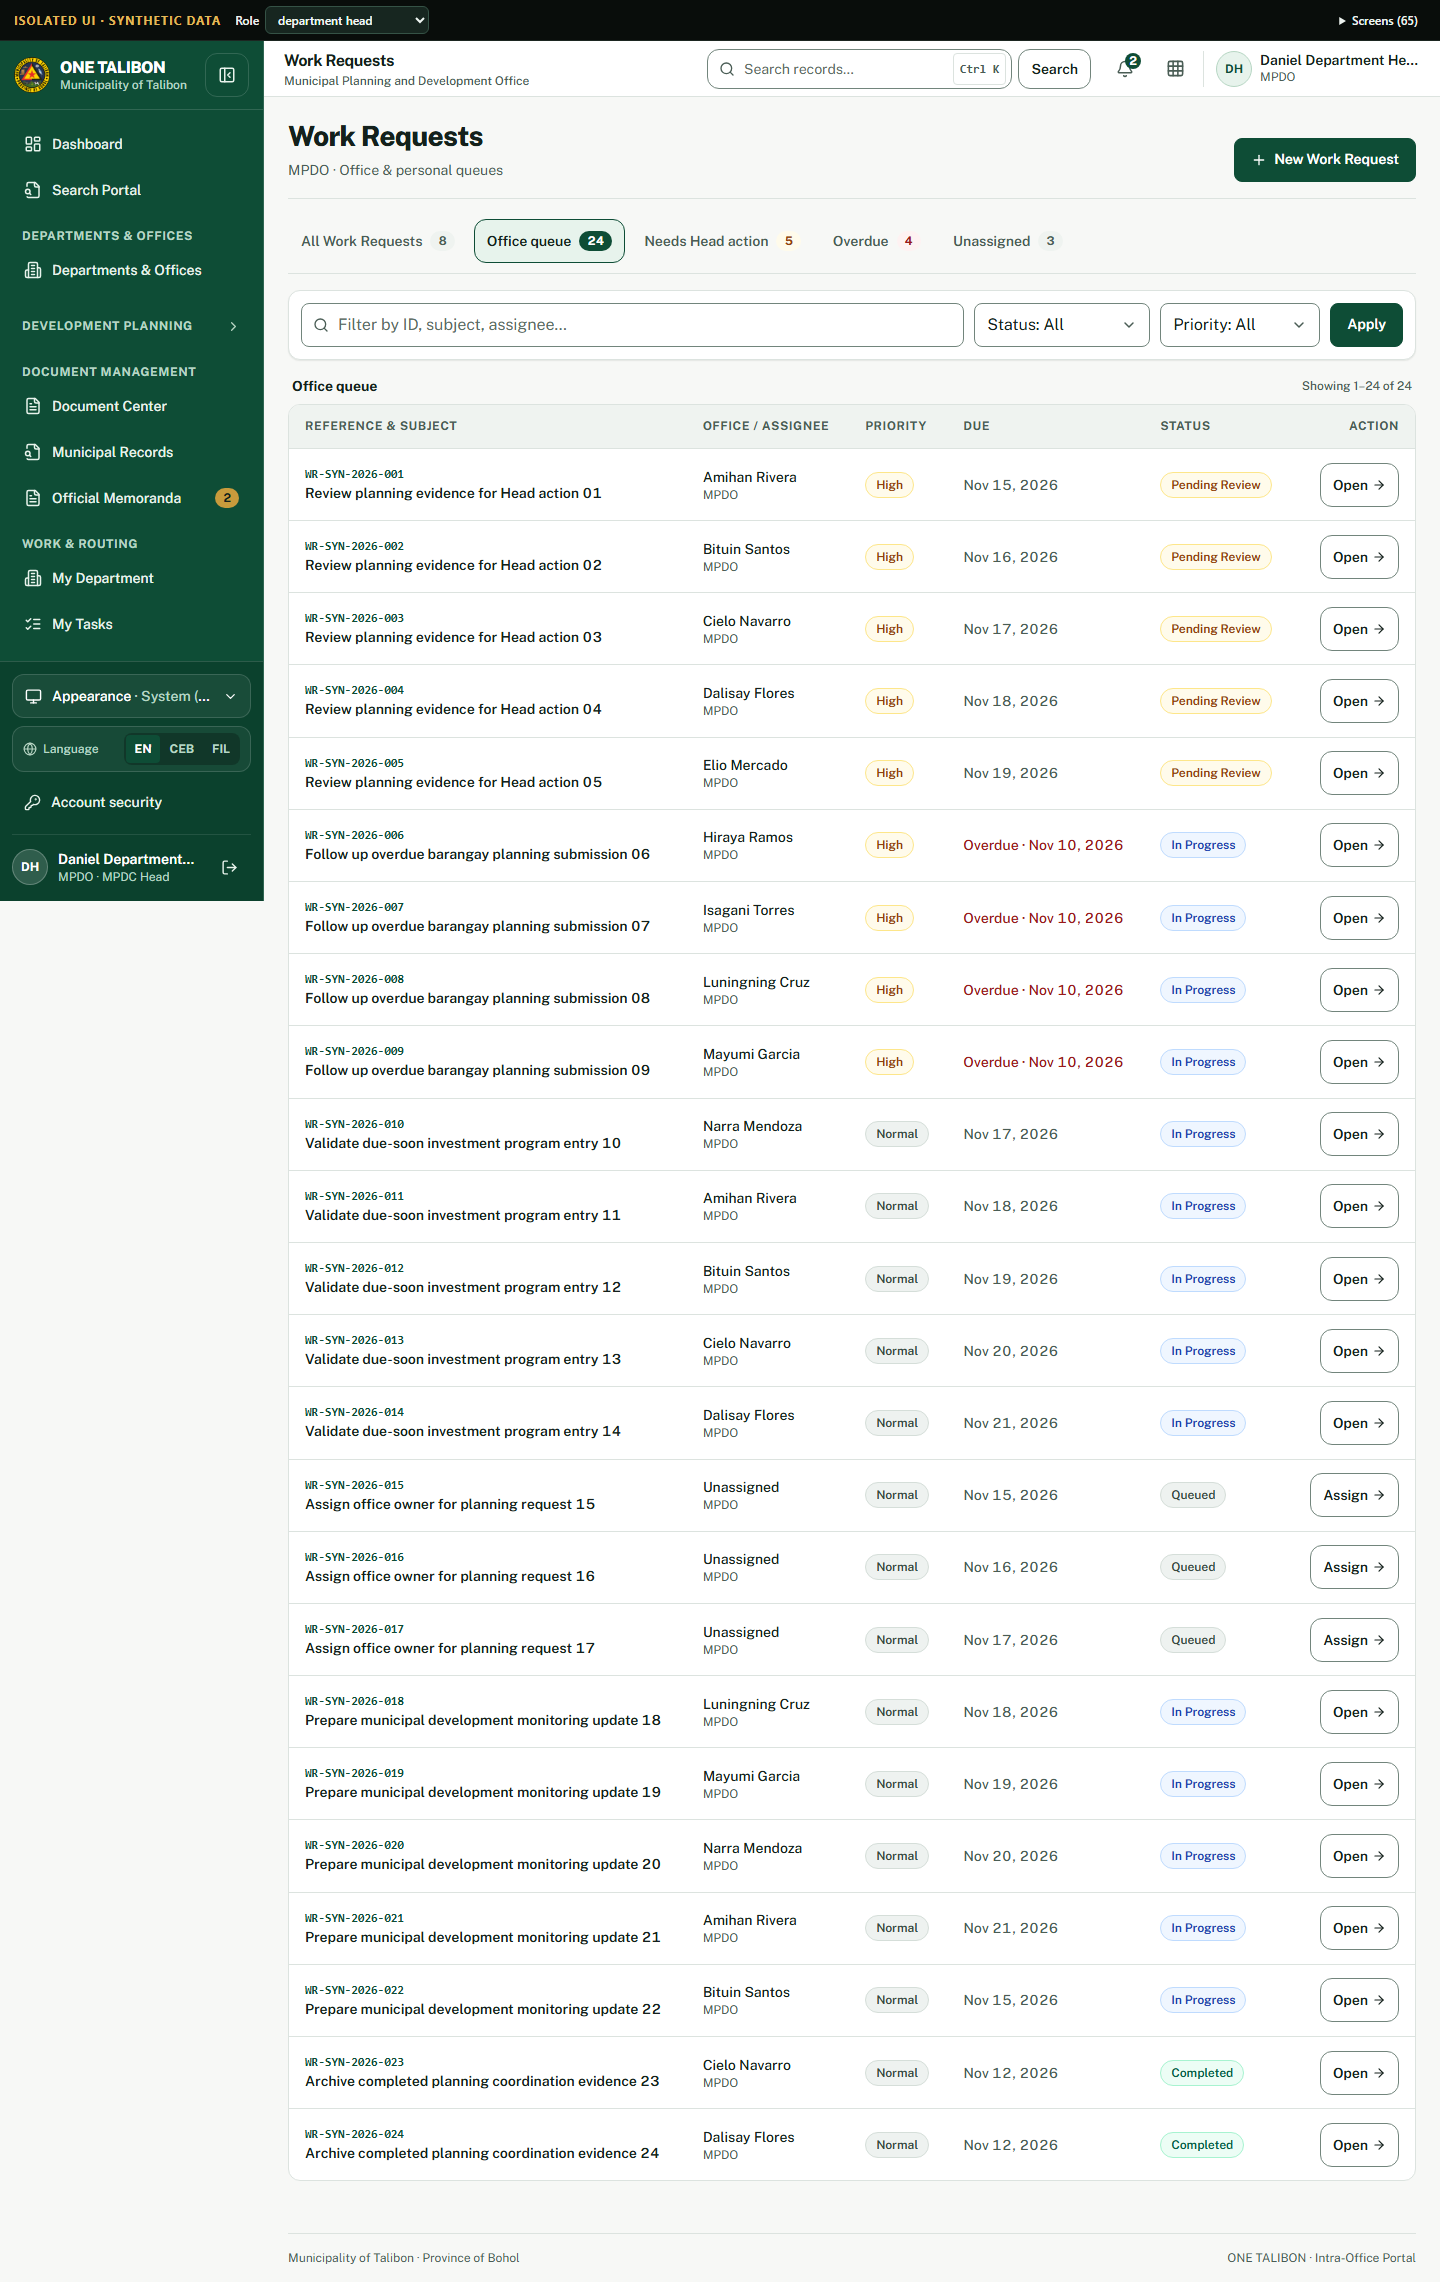 ISOLATED UI · SYNTHETIC DATA Role department head Screens (65)
ONE TALIBON
Municipality of Talibon
Dashboard
Search Portal
DEPARTMENTS & OFFICES
Departments & Offices
DEVELOPMENT PLANNING
DOCUMENT MANAGEMENT
Document Center
Municipal Records
Official Memoranda 2
WORK & ROUTING
My Department
My Tasks
Appearance · System (...
Language EN CEB FIL
Account security
DH Daniel Department...
MPDO · MPDC Head
Work Requests
Municipal Planning and Development Office
Search records... Ctrl K Search 2 DH Daniel Department He...
MPDO
Work Requests
MPDO · Office & personal queues
New Work Request
All Work Requests 8 Office queue 24 Needs Head action 5 Overdue 4 Unassigned 3
Filter by ID, subject, assignee... Status: All Priority: All Apply
Office queue Showing 1–24 of 24
REFERENCE & SUBJECT OFFICE / ASSIGNEE PRIORITY DUE STATUS ACTION
WR-SYN-2026-001
Review planning evidence for Head action 01 Amihan Rivera MPDO High Nov 15, 2026 Pending Review Open
WR-SYN-2026-002
Review planning evidence for Head action 02 Bituin Santos MPDO High Nov 16, 2026 Pending Review Open
WR-SYN-2026-003
Review planning evidence for Head action 03 Cielo Navarro MPDO High Nov 17, 2026 Pending Review Open
WR-SYN-2026-004
Review planning evidence for Head action 04 Dalisay Flores MPDO High Nov 18, 2026 Pending Review Open
WR-SYN-2026-005
Review planning evidence for Head action 05 Elio Mercado MPDO High Nov 19, 2026 Pending Review Open
WR-SYN-2026-006
Follow up overdue barangay planning submission 06 Hiraya Ramos MPDO High Overdue · Nov 10, 2026 In Progress Open
WR-SYN-2026-007
Follow up overdue barangay planning submission 07 Isagani Torres MPDO High Overdue · Nov 10, 2026 In Progress Open
WR-SYN-2026-008
Follow up overdue barangay planning submission 08 Luningning Cruz MPDO High Overdue · Nov 10, 2026 In Progress Open
WR-SYN-2026-009
Follow up overdue barangay planning submission 09 Mayumi Garcia MPDO High Overdue · Nov 10, 2026 In Progress Open
WR-SYN-2026-010
Validate due-soon investment program entry 10 Narra Mendoza MPDO Normal Nov 17, 2026 In Progress Open
WR-SYN-2026-011
Validate due-soon investment program entry 11 Amihan Rivera MPDO Normal Nov 18, 2026 In Progress Open
WR-SYN-2026-012
Validate due-soon investment program entry 12 Bituin Santos MPDO Normal Nov 19, 2026 In Progress Open
WR-SYN-2026-013
Validate due-soon investment program entry 13 Cielo Navarro MPDO Normal Nov 20, 2026 In Progress Open
WR-SYN-2026-014
Validate due-soon investment program entry 14 Dalisay Flores MPDO Normal Nov 21, 2026 In Progress Open
WR-SYN-2026-015
Assign office owner for planning request 15 Unassigned MPDO Normal Nov 15, 2026 Queued Assign
WR-SYN-2026-016
Assign office owner for planning request 16 Unassigned MPDO Normal Nov 16, 2026 Queued Assign
WR-SYN-2026-017
Assign office owner for planning request 17 Unassigned MPDO Normal Nov 17, 2026 Queued Assign
WR-SYN-2026-018
Prepare municipal development monitoring update 18 Luningning Cruz MPDO Normal Nov 18, 2026 In Progress Open
WR-SYN-2026-019
Prepare municipal development monitoring update 19 Mayumi Garcia MPDO Normal Nov 19, 2026 In Progress Open
WR-SYN-2026-020
Prepare municipal development monitoring update 20 Narra Mendoza MPDO Normal Nov 20, 2026 In Progress Open
WR-SYN-2026-021
Prepare municipal development monitoring update 21 Amihan Rivera MPDO Normal Nov 21, 2026 In Progress Open
WR-SYN-2026-022
Prepare municipal development monitoring update 22 Bituin Santos MPDO Normal Nov 15, 2026 In Progress Open
WR-SYN-2026-023
Archive completed planning coordination evidence 23 Cielo Navarro MPDO Normal Nov 12, 2026 Completed Open
WR-SYN-2026-024
Archive completed planning coordination evidence 24 Dalisay Flores MPDO Normal Nov 12, 2026 Completed Open
Municipality of Talibon · Province of Bohol ONE TALIBON · Intra-Office Portal